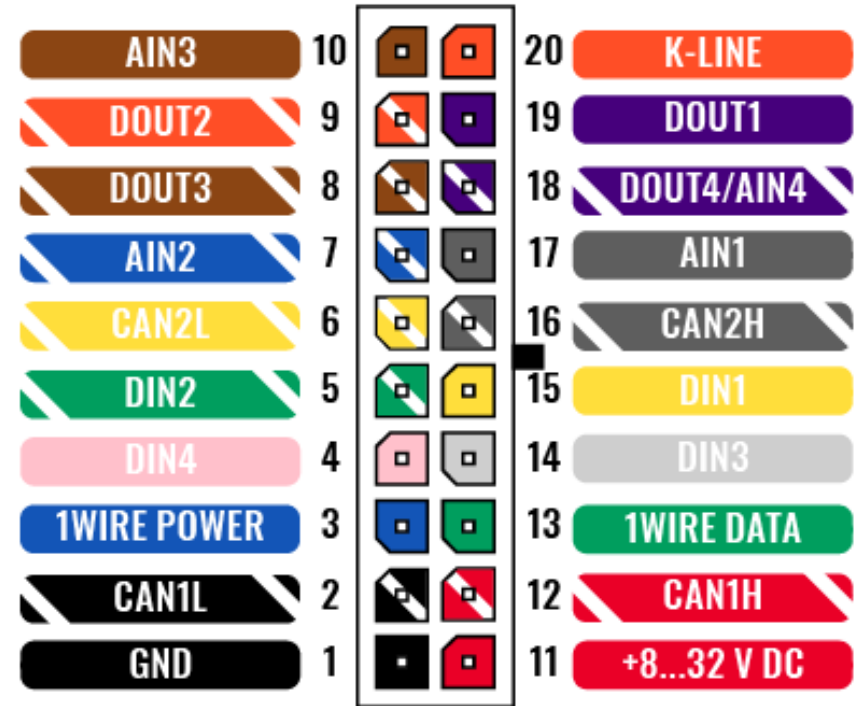 AIN3 10 20 K-LINE
DOUT2 9 19 DOUT1
DOUT3 8 18 DOUT4/AIN4
AIN2 7 17 AIN1
CAN2L 6 16 CAN2H
DIN2 5 15 DIN1
DIN4 4 14 DIN3
1WIRE POWER 3 13 1WIRE DATA
CAN1L 2 12 CAN1H
GND 1 11 +8...32 V DC